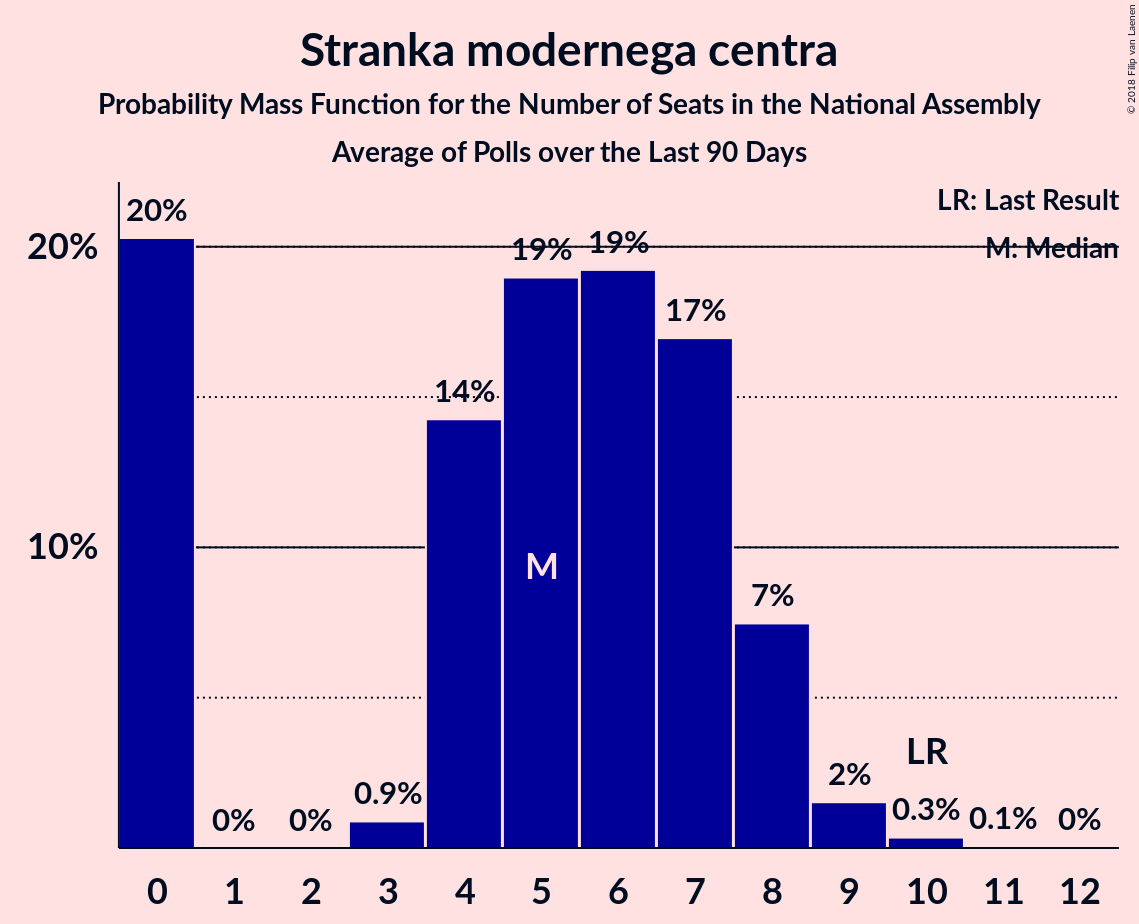 Stranka modernega centra
Probability Mass Function for the Number of Seats in the National Assembly
Average of Polls over the Last 90 Days
© 2018 Filip van Laenen
LR: Last Result
M: Median
20%
10%
20%
0%
0%
0.9%
14%
19%
19%
17%
7%
2%
0.3%
0.1%
0%
M
LR
0 1 2 3 4 5 6 7 8 9 10 11 12